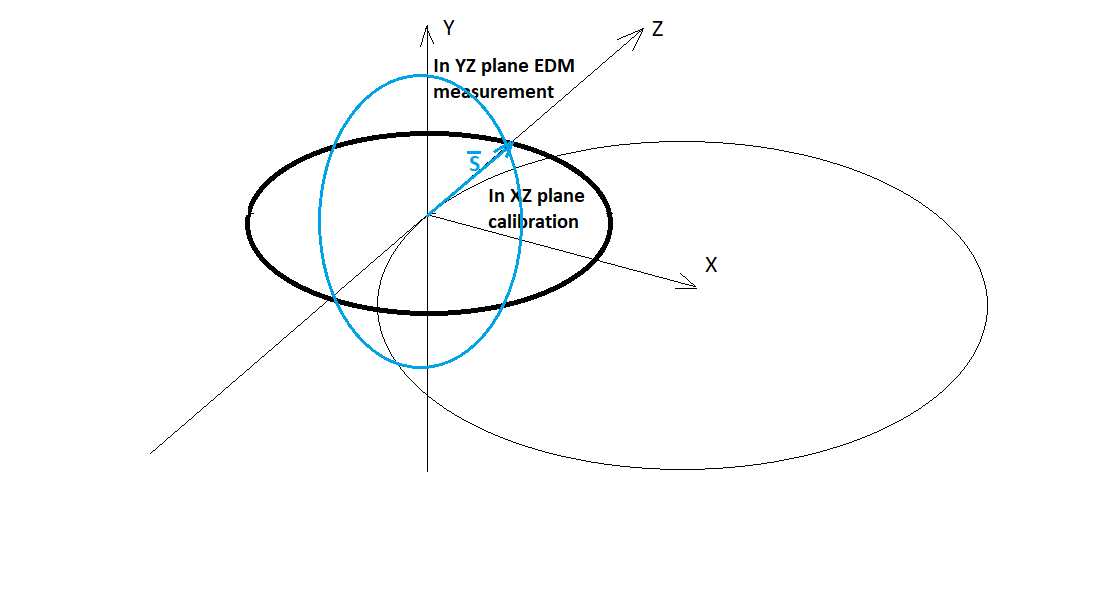 Y
Z
In YZ plane EDM
measurement
S̅
In XZ plane
calibration
X